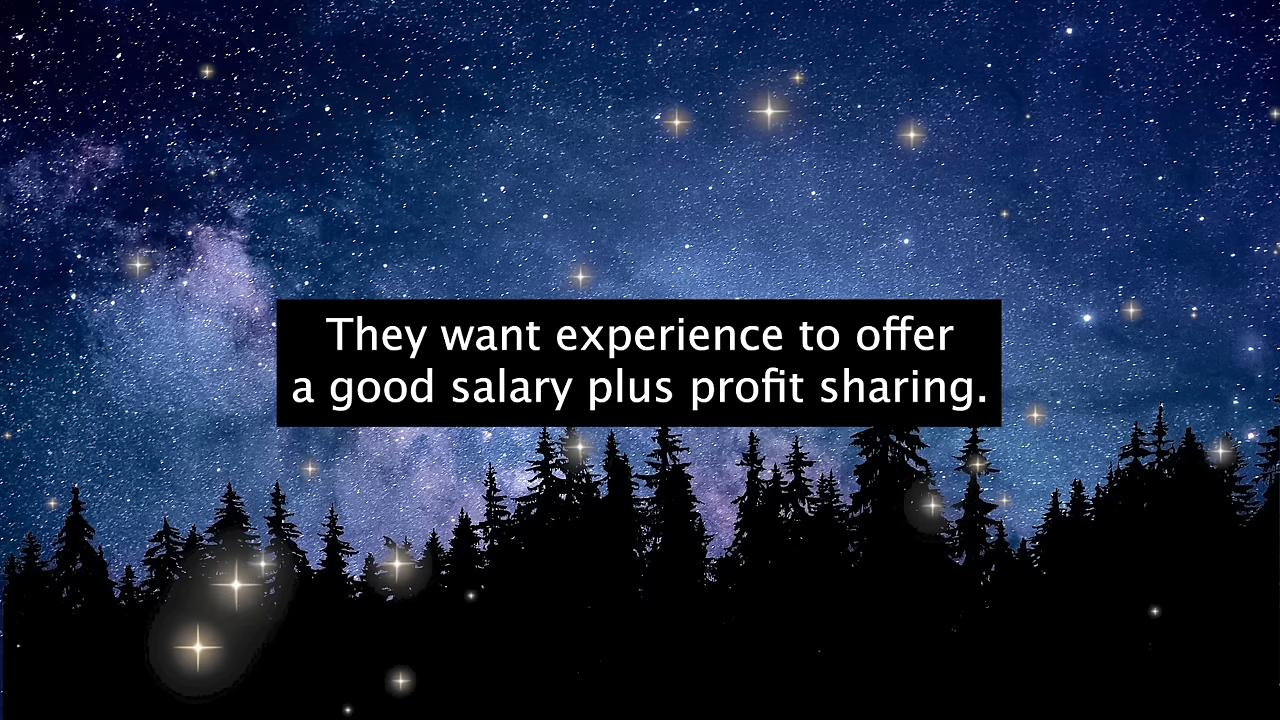 They want experience to offer
a good salary plus profit sharing.